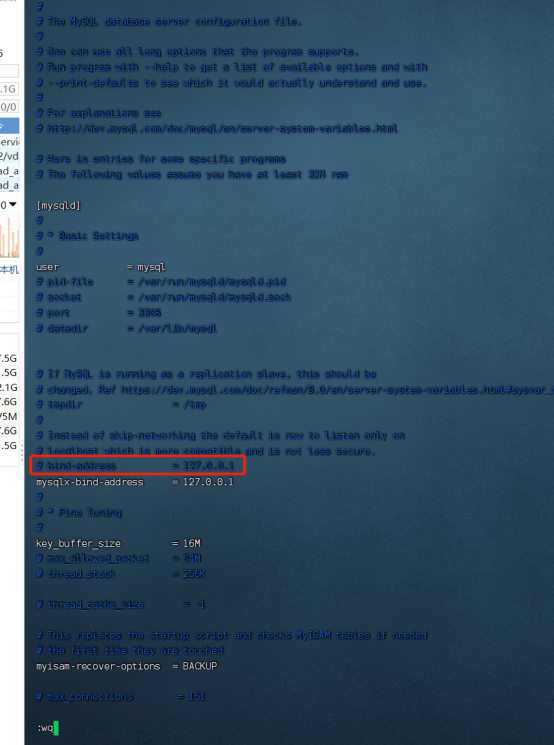 #
# The MySQL database server configuration file.
#
# One can use all long options that the program supports.
# Run program with --help to get a list of available options and with
# --print-defaults to see which it would actually understand and use.
#
# For explanations see
# http://dev.mysql.com/doc/mysql/en/server-system-variables.html
# Here is entries for some specific programs
# The following values assume you have at least 32M ram
[mysqld]
#
# * Basic Settings
#
user = mysql
# pid-file = /var/run/mysqld/mysqld.pid
# socket = /var/run/mysqld/mysqld.sock
# port = 3306
# datadir = /var/lib/mysql
# If MySQL is running as a replication slave, this should be
# changed. Ref https://dev.mysql.com/doc/refman/8.0/en/server-system-variables.html#sysvar_
# tmpdir = /tmp
#
# Instead of skip-networking the default is now to listen only on
# localhost which is more compatible and is not less secure.
# bind-address = 127.0.0.1
mysqlx-bind-address = 127.0.0.1
#
# * Fine Tuning
#
key_buffer_size = 16M
# max_allowed_packet = 64M
# thread_stack = 256K
# thread_cache_size = -1
# This replaces the startup script and checks MyISAM tables if needed
# the first time they are touched
myisam-recover-options = BACKUP
# max_connections = 151
:wq
5
.1G
0/0
ervi
2/vd
ad_a
ad_a
0
本机
.5G
.5G
2.1G
.6G
/5M
.6G
.5G